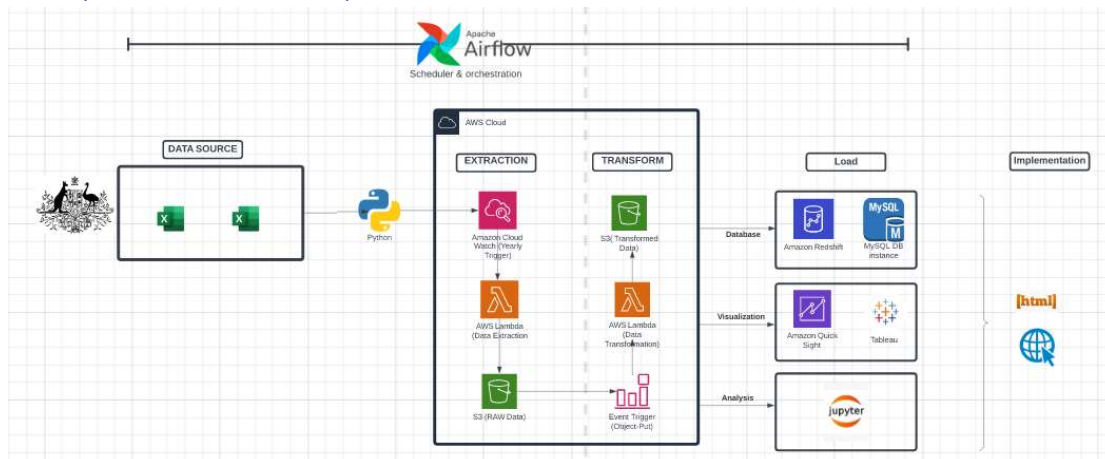 Apache
Airflow
Scheduler & orchestration
AWS Cloud
DATA SOURCE
EXTRACTION
TRANSFORM
Load
Implementation
X
X
Python
Amazon Cloud
Watch (Yearly
Trigger)
S3( Transformed
Data)
Database
Amazon Redshift
MySQL
M
MySQL DB
instance
AWS Lambda
(Data Extraction
AWS Lambda
(Data
Transformation)
Visualization
Amazon Quick
Sight
Tableau
[html]
S3 (RAW Data)
Event Trigger
(Object-Put)
Analysis
jupyter